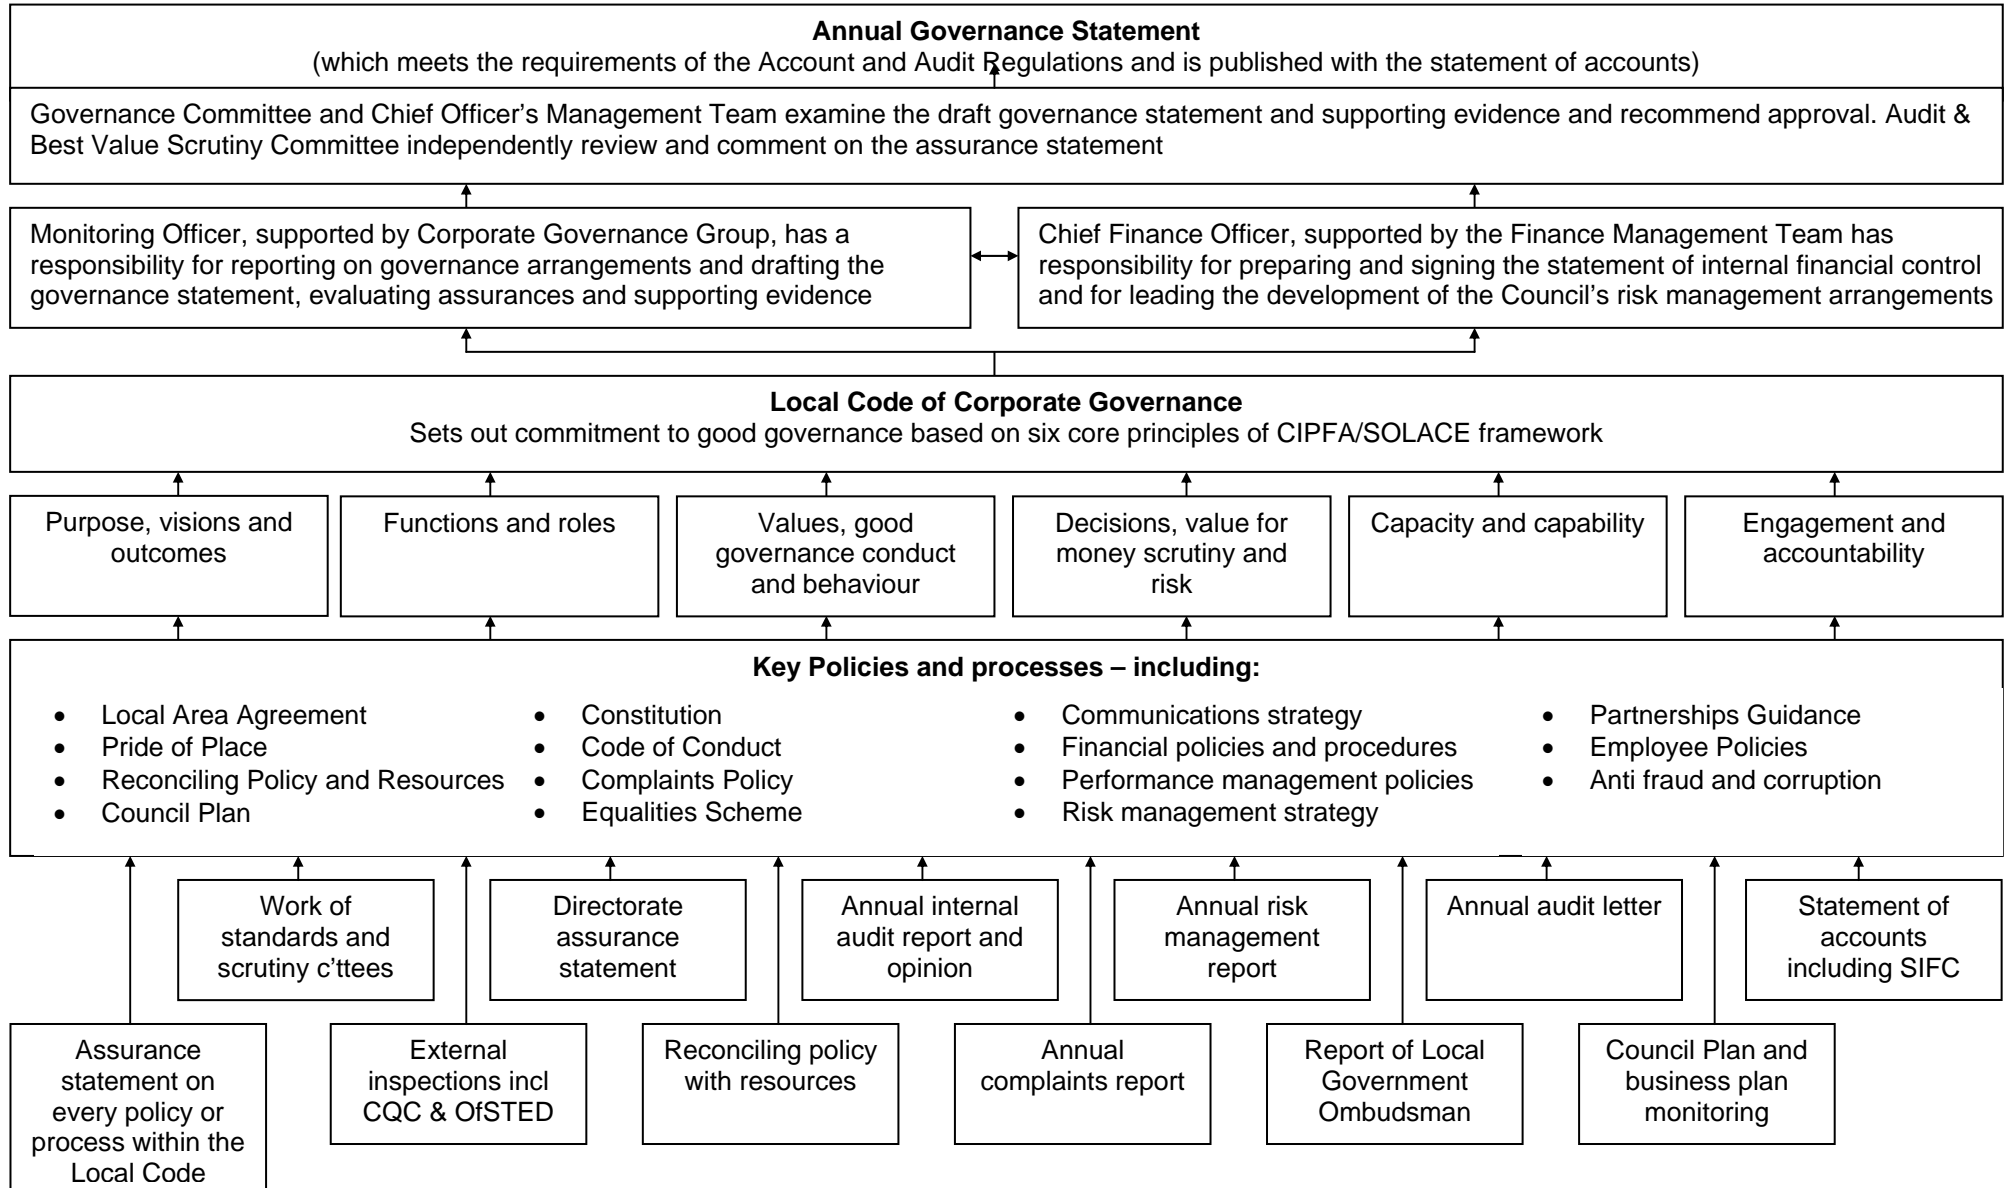 Annual Governance Statement
(which meets the requirements of the Account and Audit Regulations and is published with the statement of accounts)
Governance Committee and Chief Officer’s Management Team examine the draft governance statement and supporting evidence and recommend approval. Audit &
Best Value Scrutiny Committee independently review and comment on the assurance statement
Monitoring Officer, supported by Corporate Governance Group, has a
responsibility for reporting on governance arrangements and drafting the
governance statement, evaluating assurances and supporting evidence
Chief Finance Officer, supported by the Finance Management Team has
responsibility for preparing and signing the statement of internal financial control
and for leading the development of the Council’s risk management arrangements
Local Code of Corporate Governance
Sets out commitment to good governance based on six core principles of CIPFA/SOLACE framework
Purpose, visions and
outcomes
Functions and roles
Values, good
governance conduct
and behaviour
Decisions, value for
money scrutiny and
risk
Capacity and capability
Engagement and
accountability
Key Policies and processes – including:
• Local Area Agreement
• Pride of Place
• Reconciling Policy and Resources
• Council Plan
• Constitution
• Code of Conduct
• Complaints Policy
• Equalities Scheme
• Communications strategy
• Financial policies and procedures
• Performance management policies
• Risk management strategy
• Partnerships Guidance
• Employee Policies
• Anti fraud and corruption
Work of
standards and
scrutiny c’ttees
Directorate
assurance
statement
Annual internal
audit report and
opinion
Annual risk
management
report
Annual audit letter
Statement of
accounts
including SIFC
Assurance
statement on
every policy or
process within the
Local Code
External
inspections incl
CQC & OfSTED
Reconciling policy
with resources
Annual
complaints report
Report of Local
Government
Ombudsman
Council Plan and
business plan
monitoring